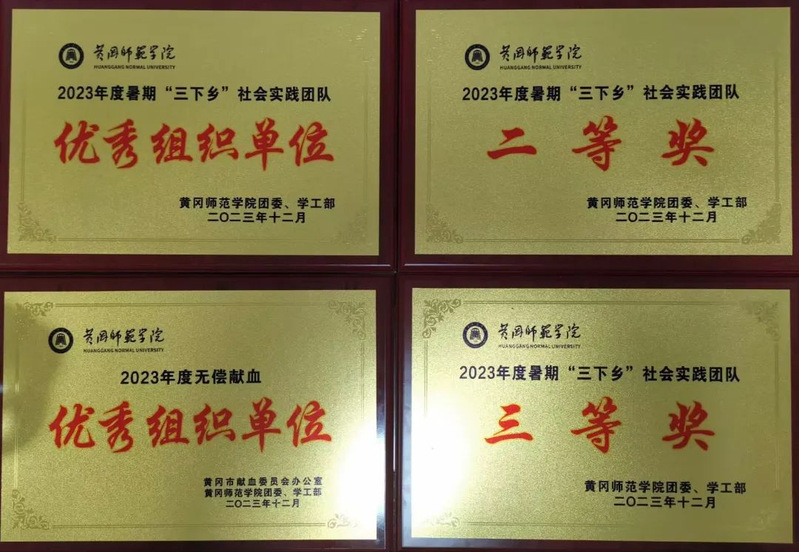 黄冈师范学院
HUANGGANG NORMAL UNIVERSITY
2023年度暑期“三下乡”社会实践团队
优秀组织单位
黄冈师范学院团委、学工部
二〇二三年十二月
黄冈师范学院
HUANGGANG NORMAL UNIVERSITY
2023年度暑期“三下乡”社会实践团队
二等奖
黄冈师范学院团委、学工部
二〇二三年十二月
黄冈师范学院
HUANGGANG NORMAL UNIVERSITY
2023年度无偿献血
优秀组织单位
黄冈市献血委员会办公室
黄冈师范学院团委、学工部
二〇二三年十二月
黄冈师范学院
HUANGGANG NORMAL UNIVERSITY
2023年度暑期“三下乡”社会实践团队
三等奖
黄冈师范学院团委、学工部
二〇二三年十二月